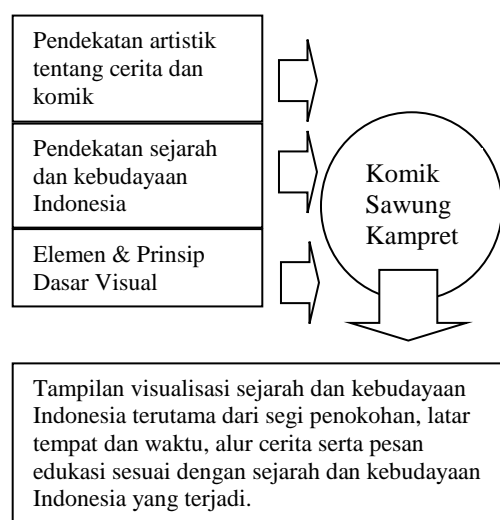 Pendekatan artistik
tentang cerita dan
komik
Pendekatan sejarah
dan kebudayaan
Indonesia
Elemen & Prinsip
Dasar Visual
Komik
Sawung
Kampret
Tampilan visualisasi sejarah dan kebudayaan
Indonesia terutama dari segi penokohan, latar
tempat dan waktu, alur cerita serta pesan
edukasi sesuai dengan sejarah dan kebudayaan
Indonesia yang terjadi.